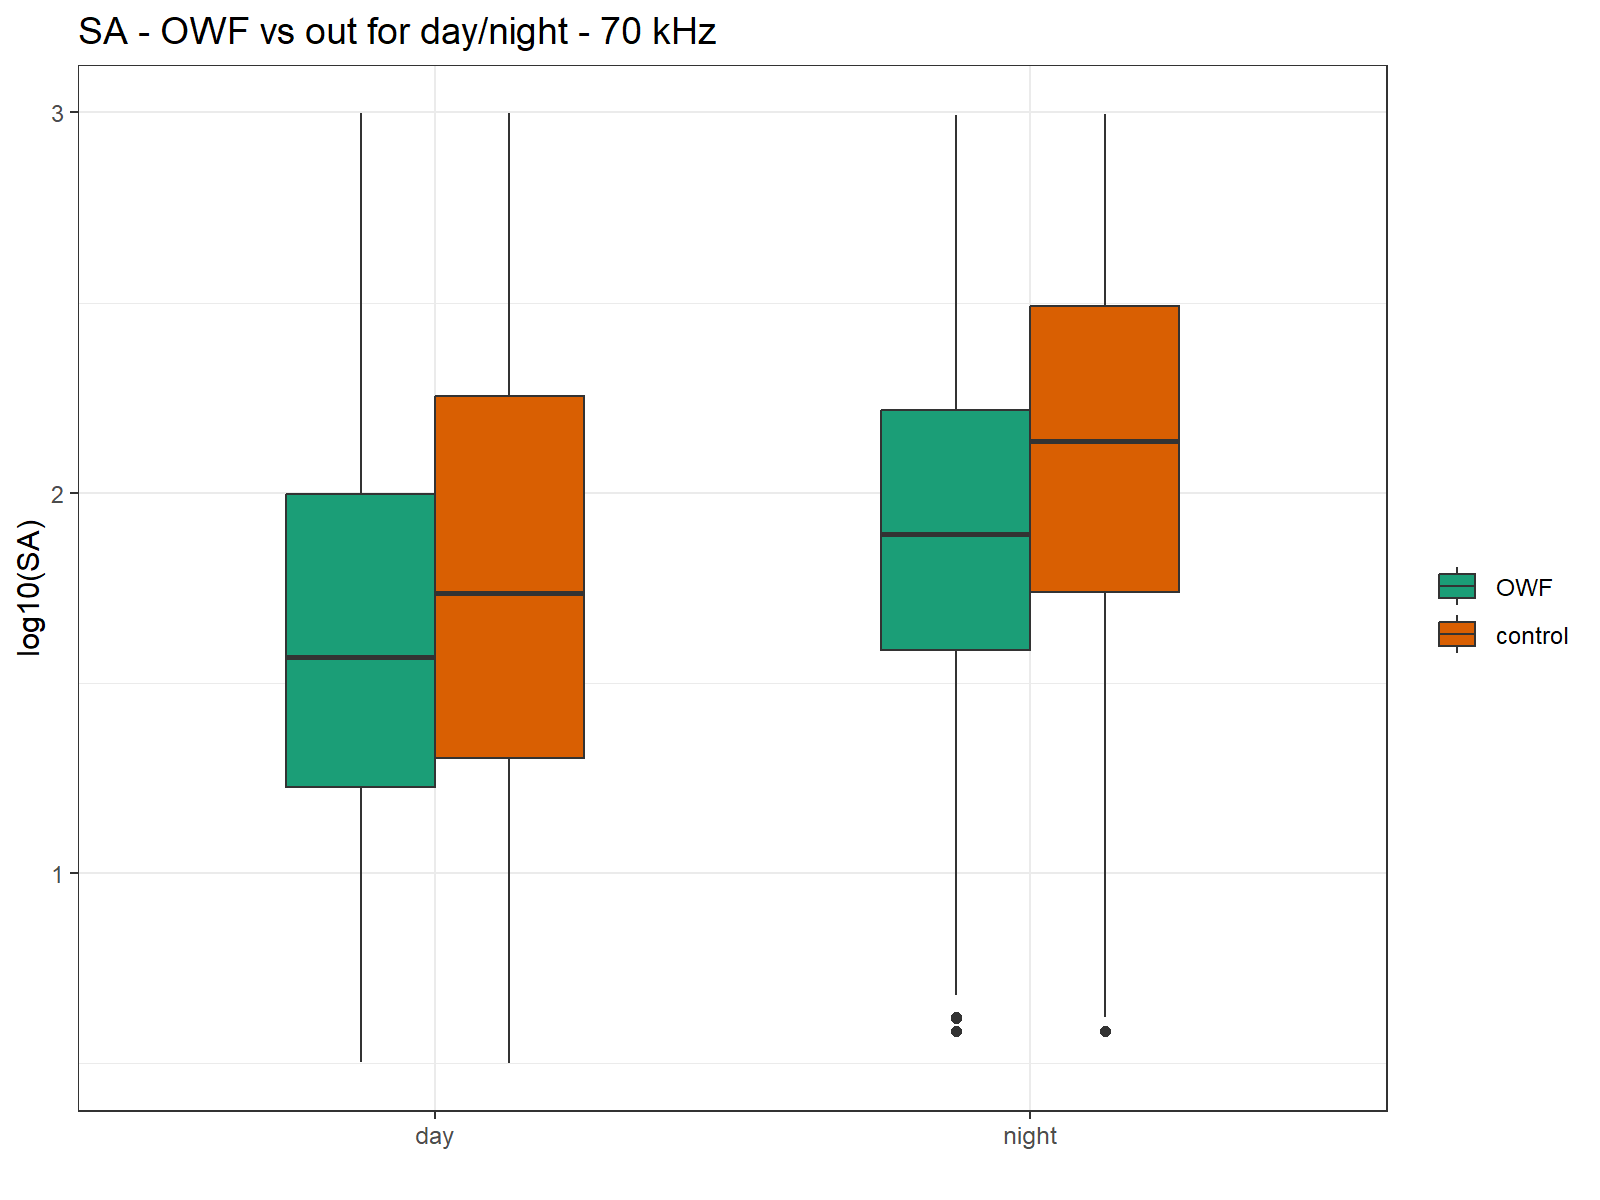 SA - OWF vs out for day/night - 70 kHz
3
2
1
log10(SA)
day
night
OWF
control